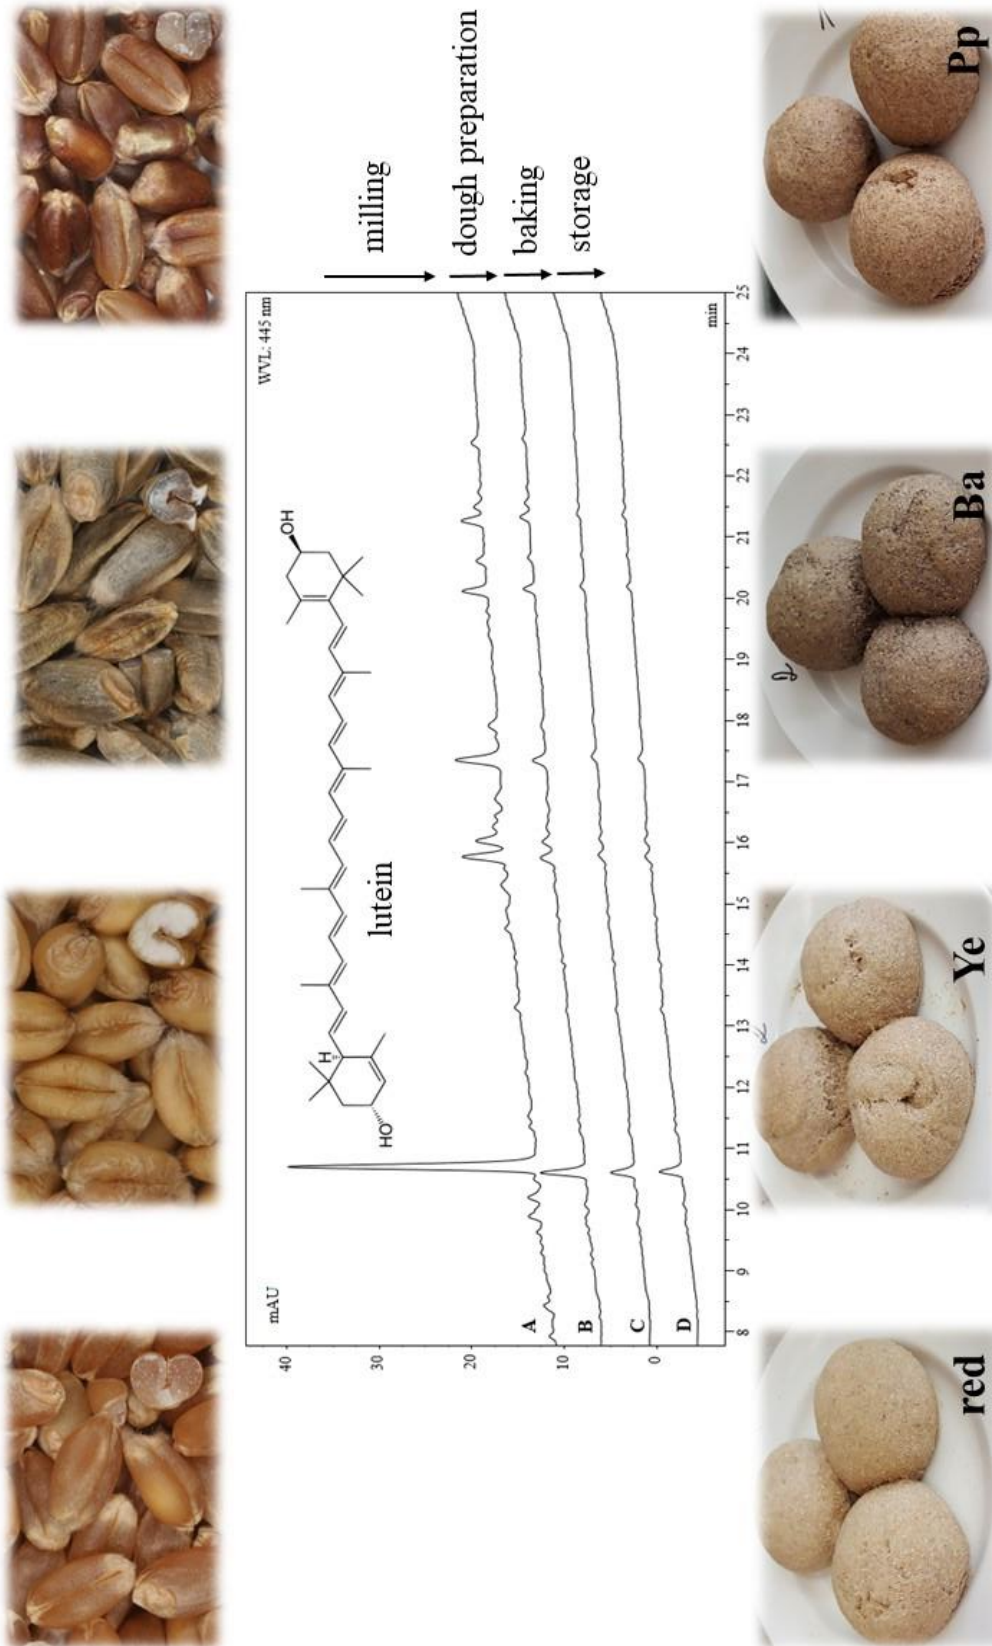 mAU
WVL: 445 nm
40
30
20
10
0
HO
H
OH
lutein
milling
dough preparation
baking
storage
A
B
C
D
min
8 9 10 11 12 13 14 15 16 17 18 19 20 21 22 23 24 25
red Ye Ba Pp